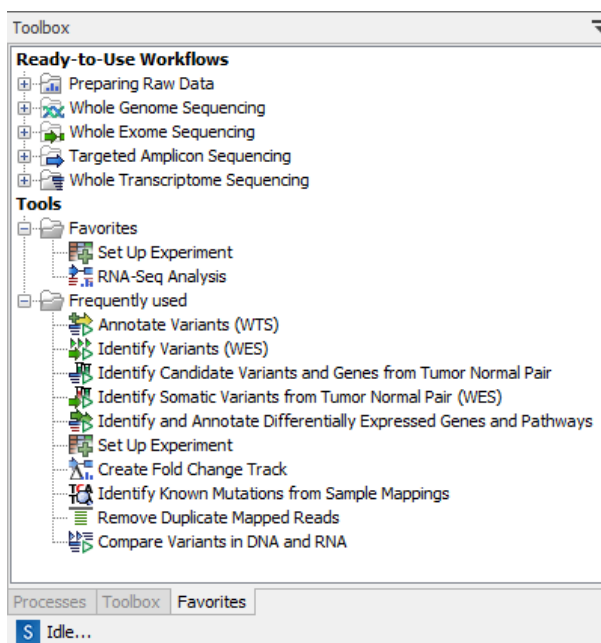 Toolbox
Ready-to-Use Workflows
Preparing Raw Data
Whole Genome Sequencing
Whole Exome Sequencing
Targeted Amplicon Sequencing
Whole Transcriptome Sequencing
Tools
Favorites
Set Up Experiment
RNA-Seq Analysis
Frequently used
Annotate Variants (WTS)
Identify Variants (WES)
Identify Candidate Variants and Genes from Tumor Normal Pair
Identify Somatic Variants from Tumor Normal Pair (WES)
Identify and Annotate Differentially Expressed Genes and Pathways
Set Up Experiment
Create Fold Change Track
Identify Known Mutations from Sample Mappings
Remove Duplicate Mapped Reads
Compare Variants in DNA and RNA
Processes Toolbox Favorites
S Idle...